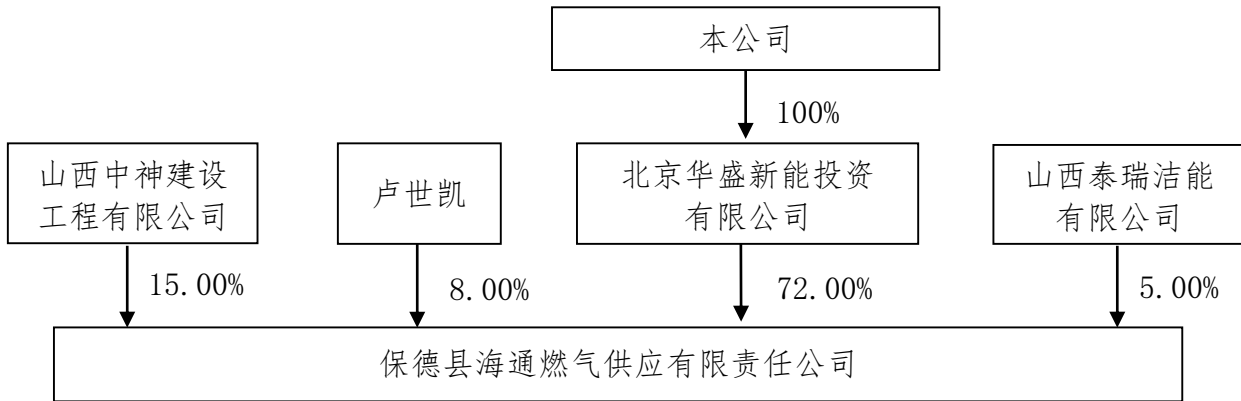 本公司
100%
山西中神建设
工程有限公司
卢世凯
北京华盛新能投资
有限公司
山西泰瑞洁能
有限公司
15.00%
8.00%
72.00%
5.00%
保德县海通燃气供应有限责任公司